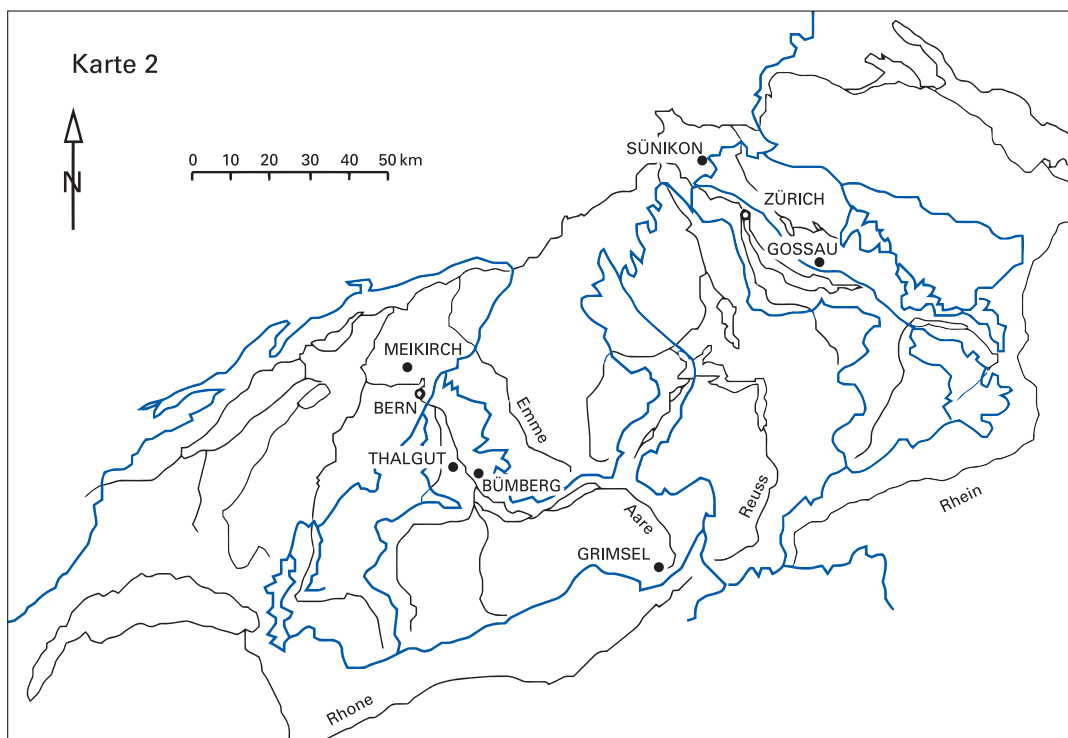 Karte 2
N
0 10 20 30 40 50 km
SÜNIKON
ZÜRICH
GOSSAU
MEIKIRCH
BERN
Emme
THALGUT
BÜMBERG
Aare
Reuss
Rhein
GRIMSEL
Rhone